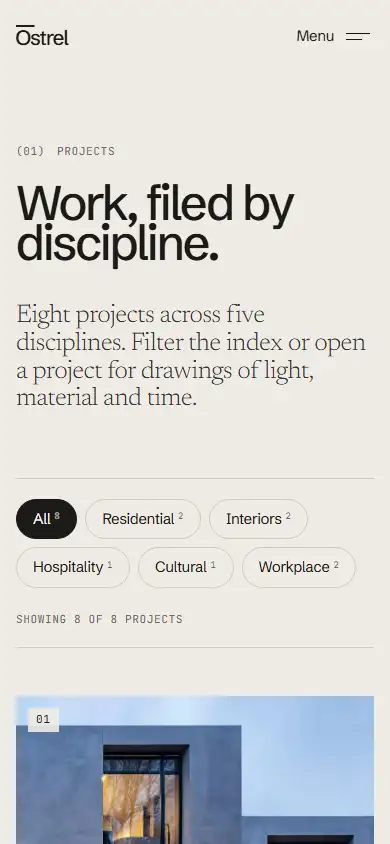 Ostrel
Menu
(01) PROJECTS
Work, filed by
discipline.
Eight projects across five
disciplines. Filter the index or open
a project for drawings of light,
material and time.
All 8
Residential 2
Interiors 2
Hospitality 1
Cultural 1
Workplace 2
SHOWING 8 OF 8 PROJECTS
01